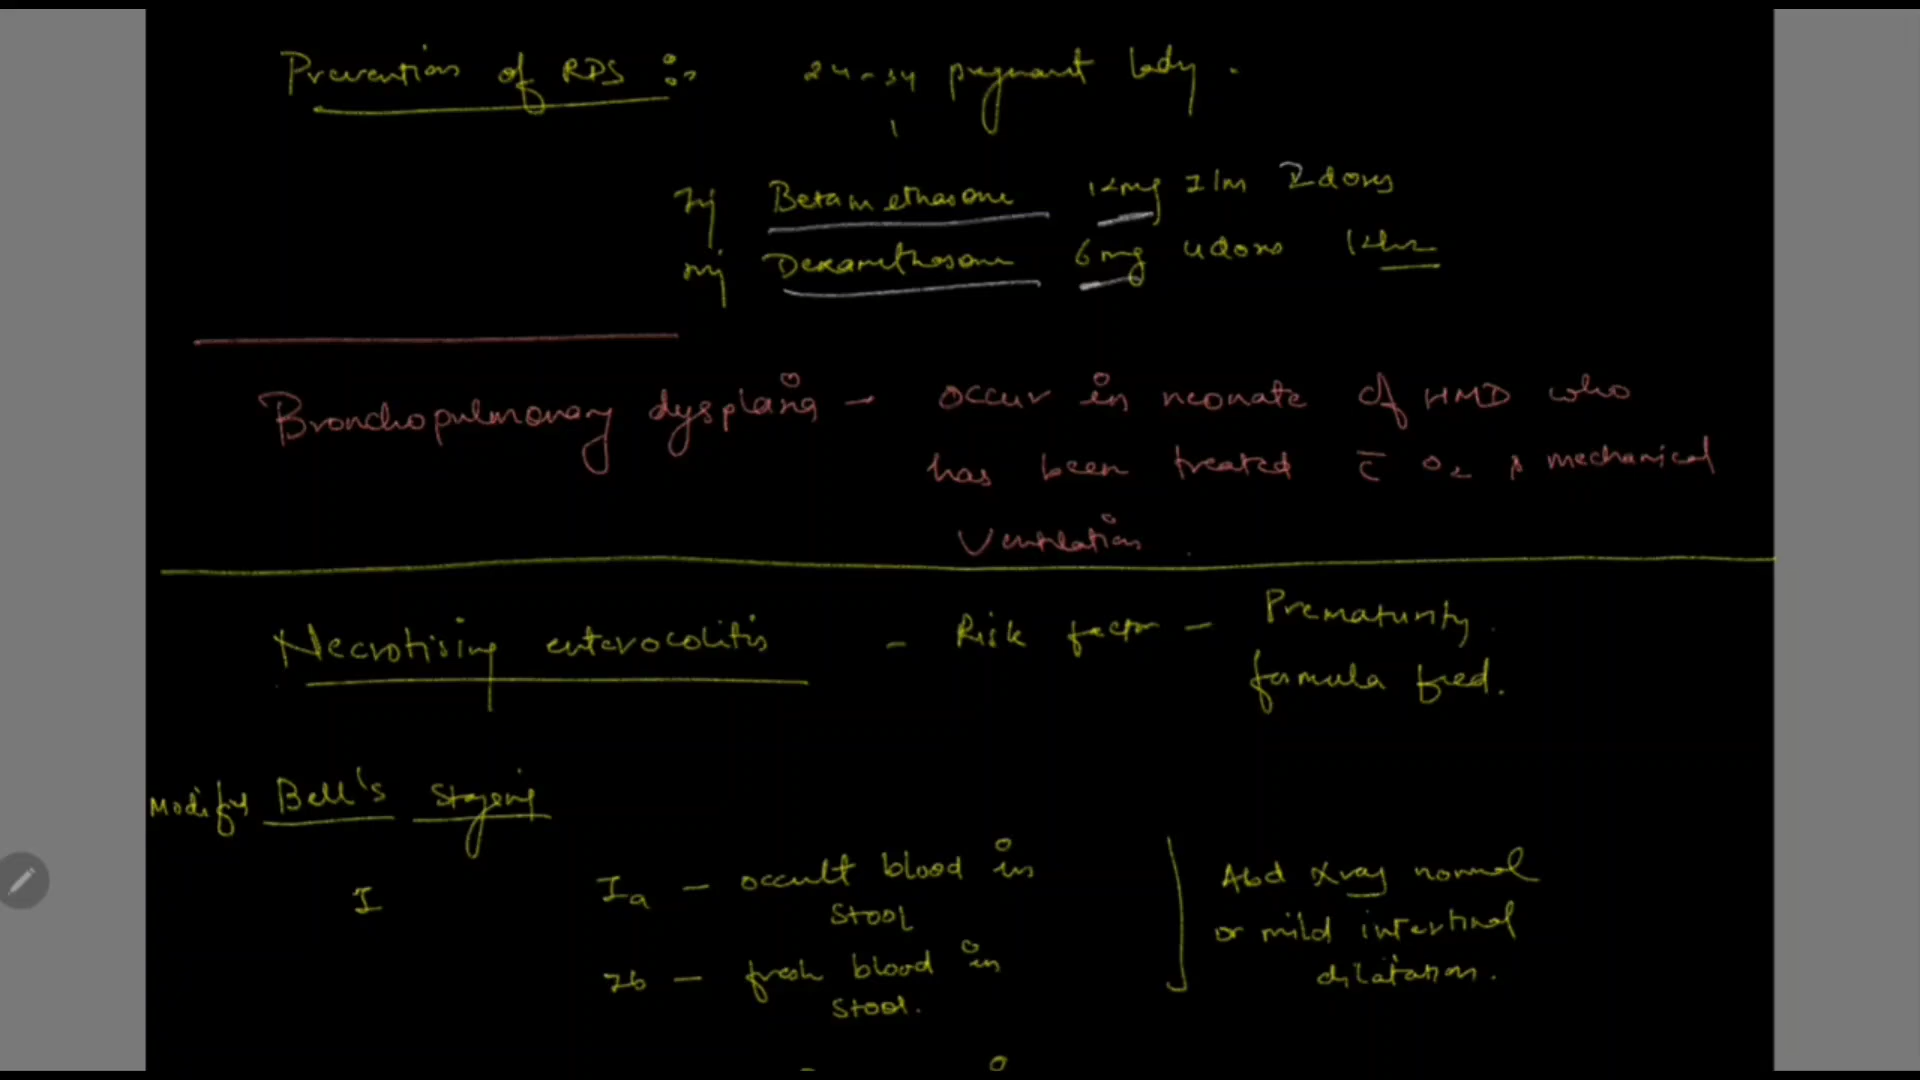 Prevention of RDS :- 24-34 pregnant lady.
Inj Betamethasone 12mg I/m 2 doses
Inj Dexamethasone 6mg 4 doses 12hr
Bronchopulmonary dysplasia - occur in neonate of HMD who
has been treated c̄ O2 & mechanical
Ventilation.
Necrotising enterocolitis - Risk factor - Prematurity.
formula feed.
Modified Bell's Staging
I Ia - occult blood in
stool
Ib - fresh blood in
stool.
Abd Xray normal
or mild intestinal
dilatation.